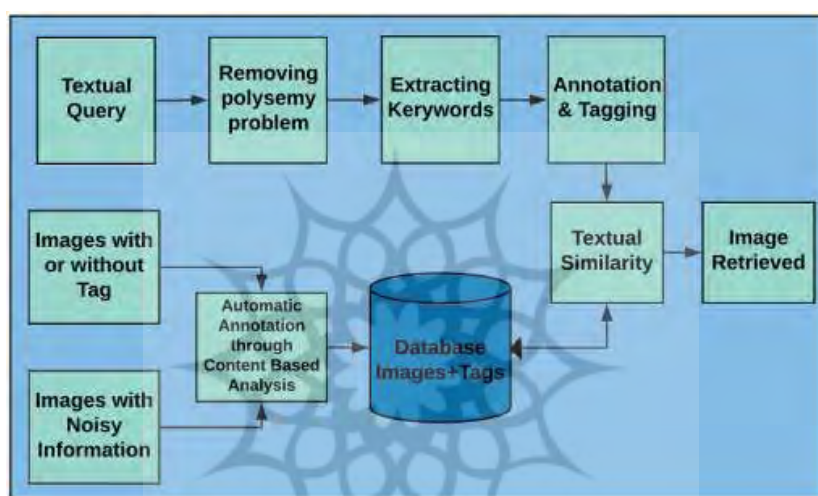 Textual
Query
Removing
polysemy
problem
Extracting
Kerywords
Annotation
& Tagging
Images with
or without
Tag
Automatic
Annotation
through
Content Based
Analysis
Database
Images+Tags
Textual
Similarity
Image
Retrieved
Images with
Noisy
Information